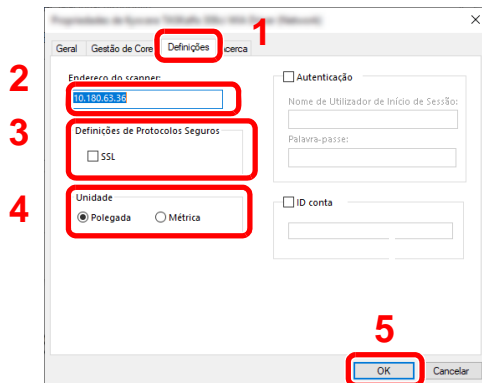 1
Geral Gestão de Core Definições cerca
2
Endereço do scanner:
10.180.63.36
3
Definições de Protocolos Seguros
SSL
4
Unidade
Polegada Métrica
Autenticação
Nome de Utilizador de Início de Sessão:
Palavra-passe:
ID conta
5
OK Cancelar